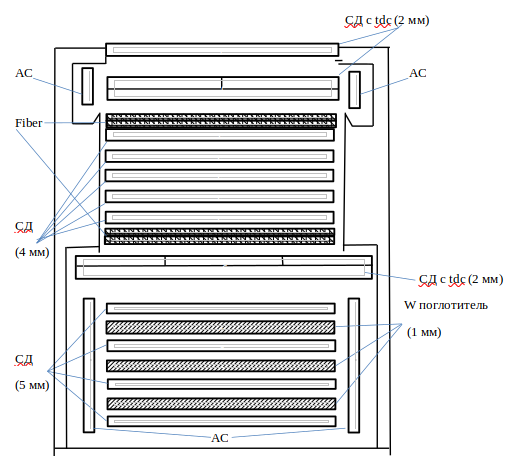 СД с tdc (2 мм)
АС
АС
Fiber
СД
(4 мм)
СД с tdc (2 мм)
W поглотитель
(1 мм)
СД
(5 мм)
АС